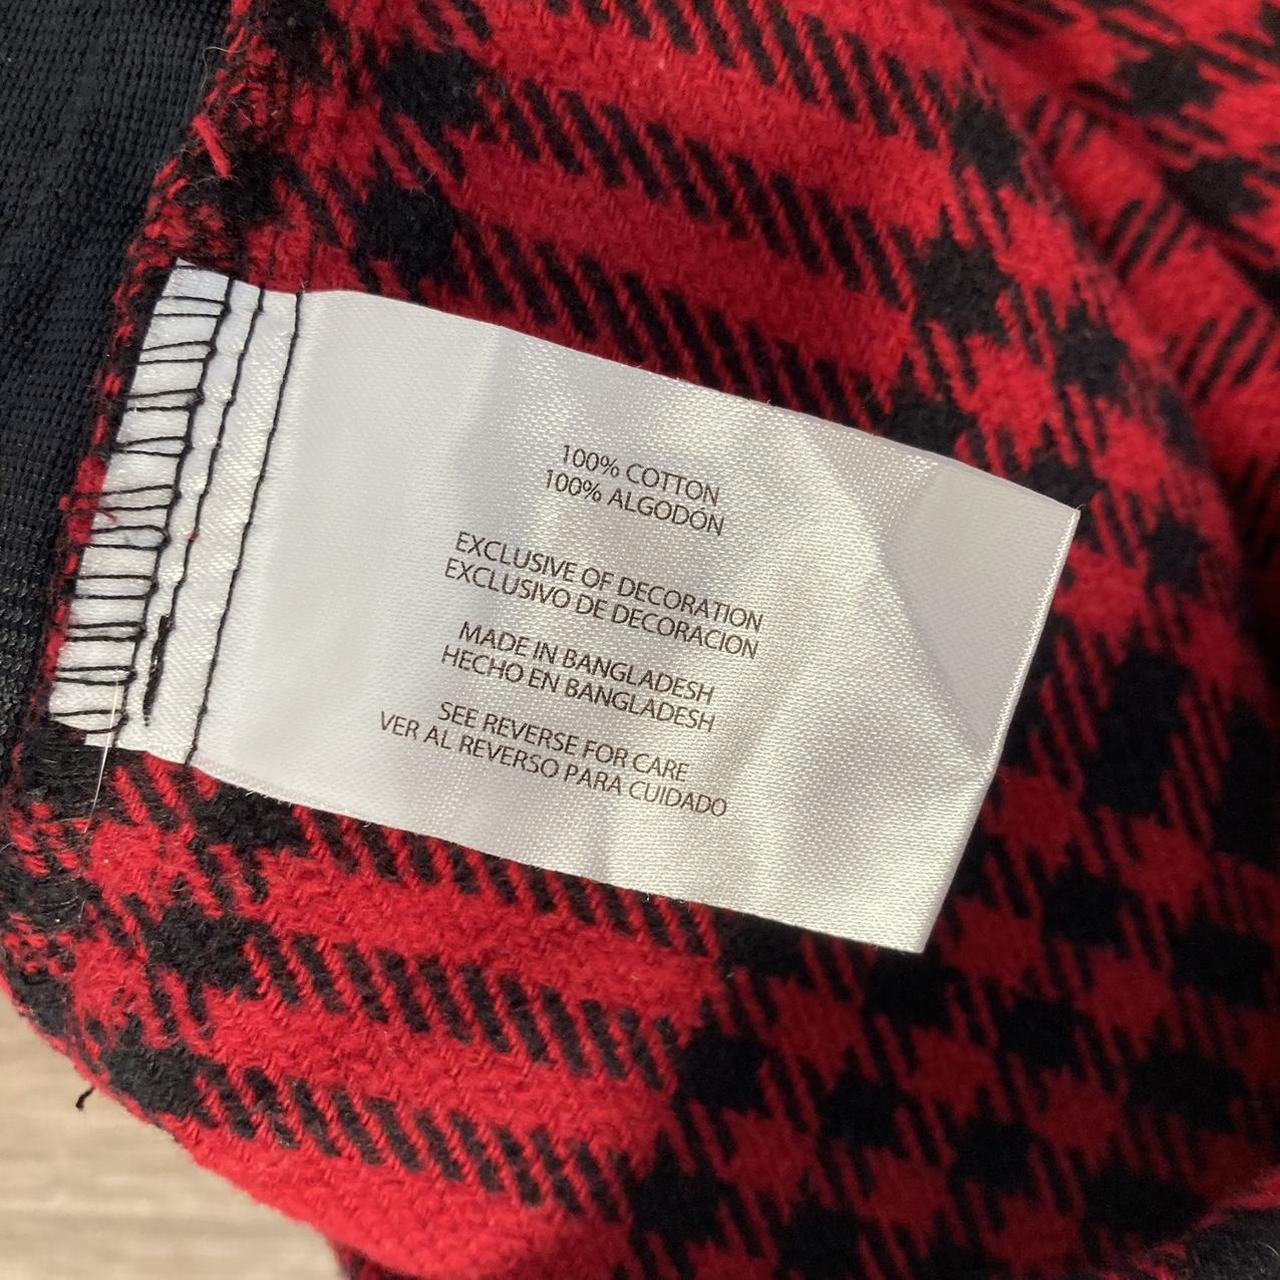 100% COTTON
100% ALGODON
EXCLUSIVE OF DECORATION
EXCLUSIVO DE DECORACION
MADE IN BANGLADESH
HECHO EN BANGLADESH
SEE REVERSE FOR CARE
VER AL REVERSO PARA CUIDADO